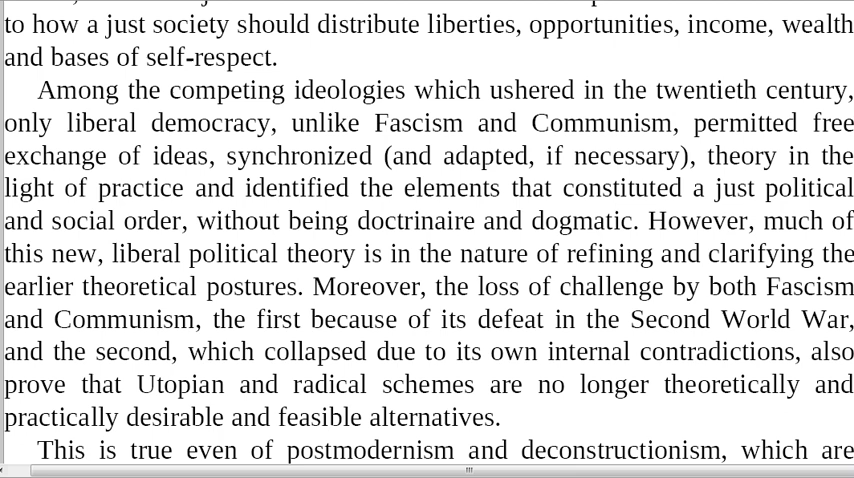 to how a just society should distribute liberties, opportunities, income, wealth
and bases of self-respect.
Among the competing ideologies which ushered in the twentieth century,
only liberal democracy, unlike Fascism and Communism, permitted free
exchange of ideas, synchronized (and adapted, if necessary), theory in the
light of practice and identified the elements that constituted a just political
and social order, without being doctrinaire and dogmatic. However, much of
this new, liberal political theory is in the nature of refining and clarifying the
earlier theoretical postures. Moreover, the loss of challenge by both Fascism
and Communism, the first because of its defeat in the Second World War,
and the second, which collapsed due to its own internal contradictions, also
prove that Utopian and radical schemes are no longer theoretically and
practically desirable and feasible alternatives.
This is true even of postmodernism and deconstructionism, which are